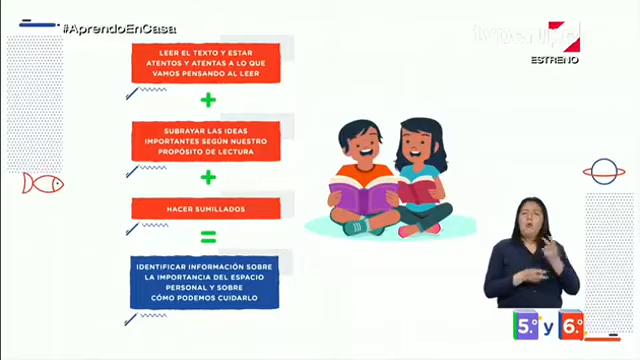 #AprendoEnCasa
tvperú
ESTRENO
LEER EL TEXTO Y ESTAR
ATENTOS Y ATENTAS A LO QUE
VAMOS PENSANDO AL LEER
+
SUBRAYAR LAS IDEAS
IMPORTANTES SEGÚN NUESTRO
PROPÓSITO DE LECTURA
+
HACER SUMILLADOS
=
IDENTIFICAR INFORMACIÓN SOBRE
LA IMPORTANCIA DEL ESPACIO
PERSONAL Y SOBRE
CÓMO PODEMOS CUIDARLO
5.° y 6.°